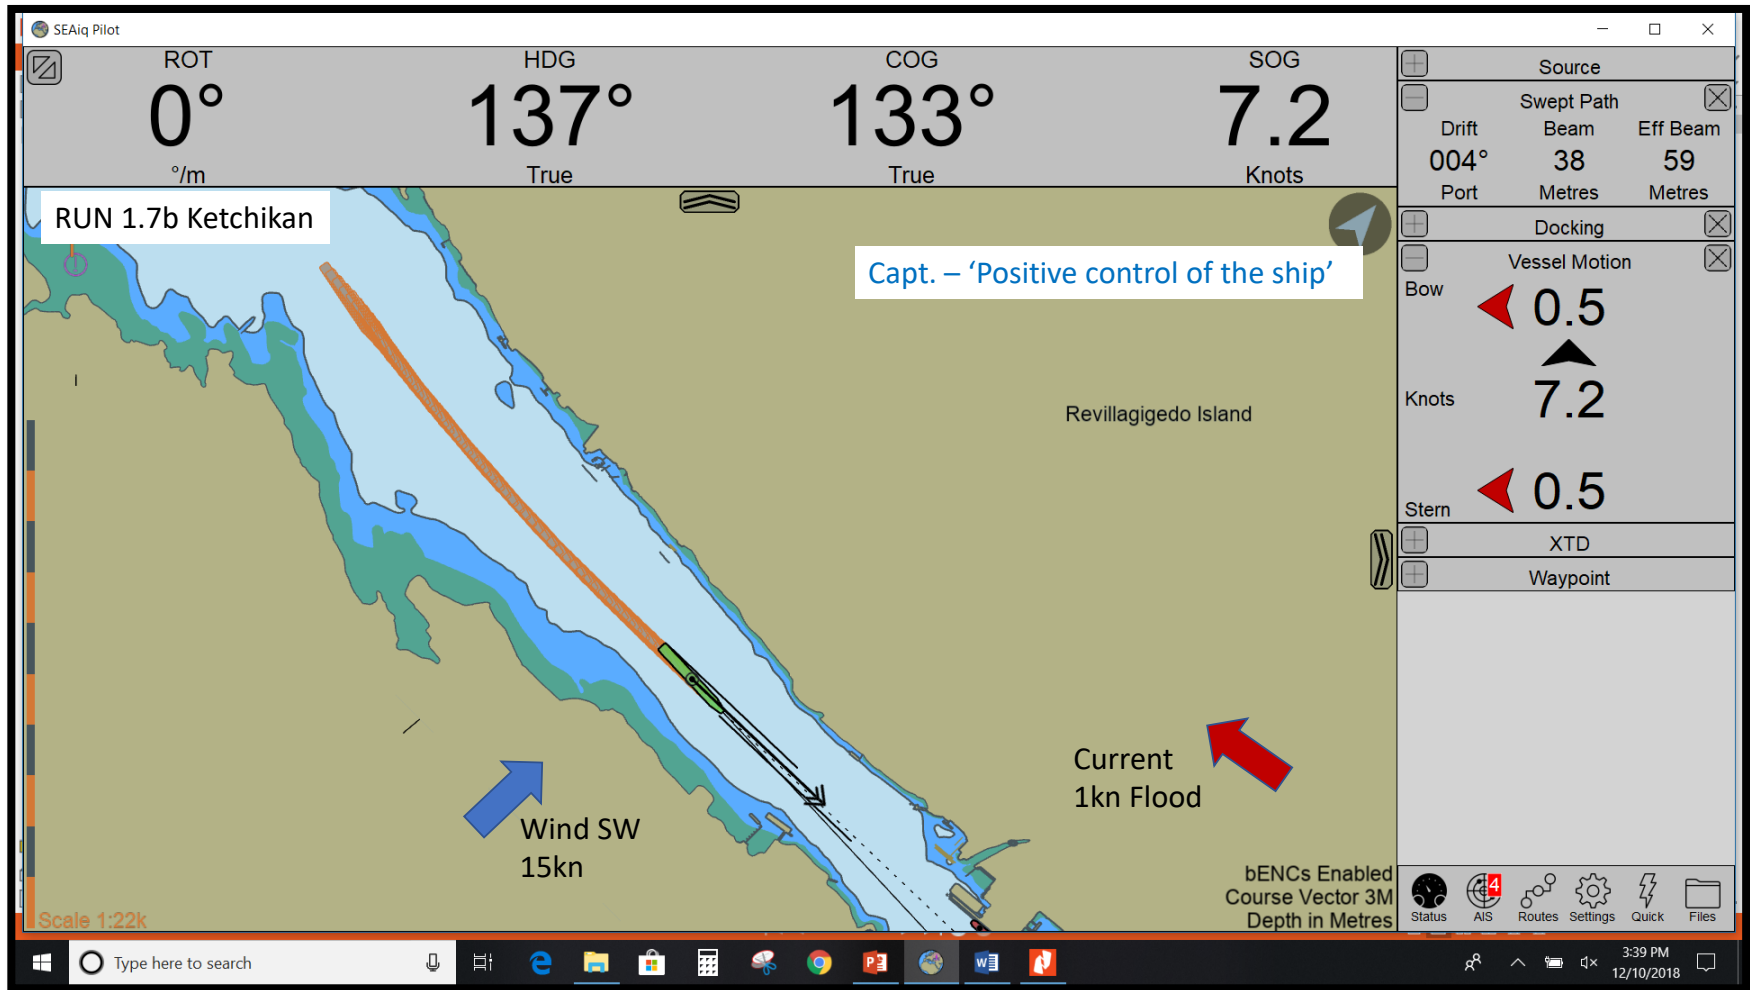 SEAiq Pilot
ROT
0°
°/m
HDG
137°
True
COG
133°
True
SOG
7.2
Knots
RUN 1.7b Ketchikan
Capt. – ‘Positive control of the ship’
Revillagigedo Island
Current
1kn Flood
Wind SW
15kn
bENCs Enabled
Course Vector 3M
Depth in Metres
Scale 1:22k
Source
Swept Path
Drift Beam Eff Beam
004° 38 59
Port Metres Metres
Docking
Vessel Motion
Bow
0.5
Knots
7.2
Stern
0.5
XTD
Waypoint
4
Status AIS Routes Settings Quick Files
Type here to search
3:39 PM
12/10/2018